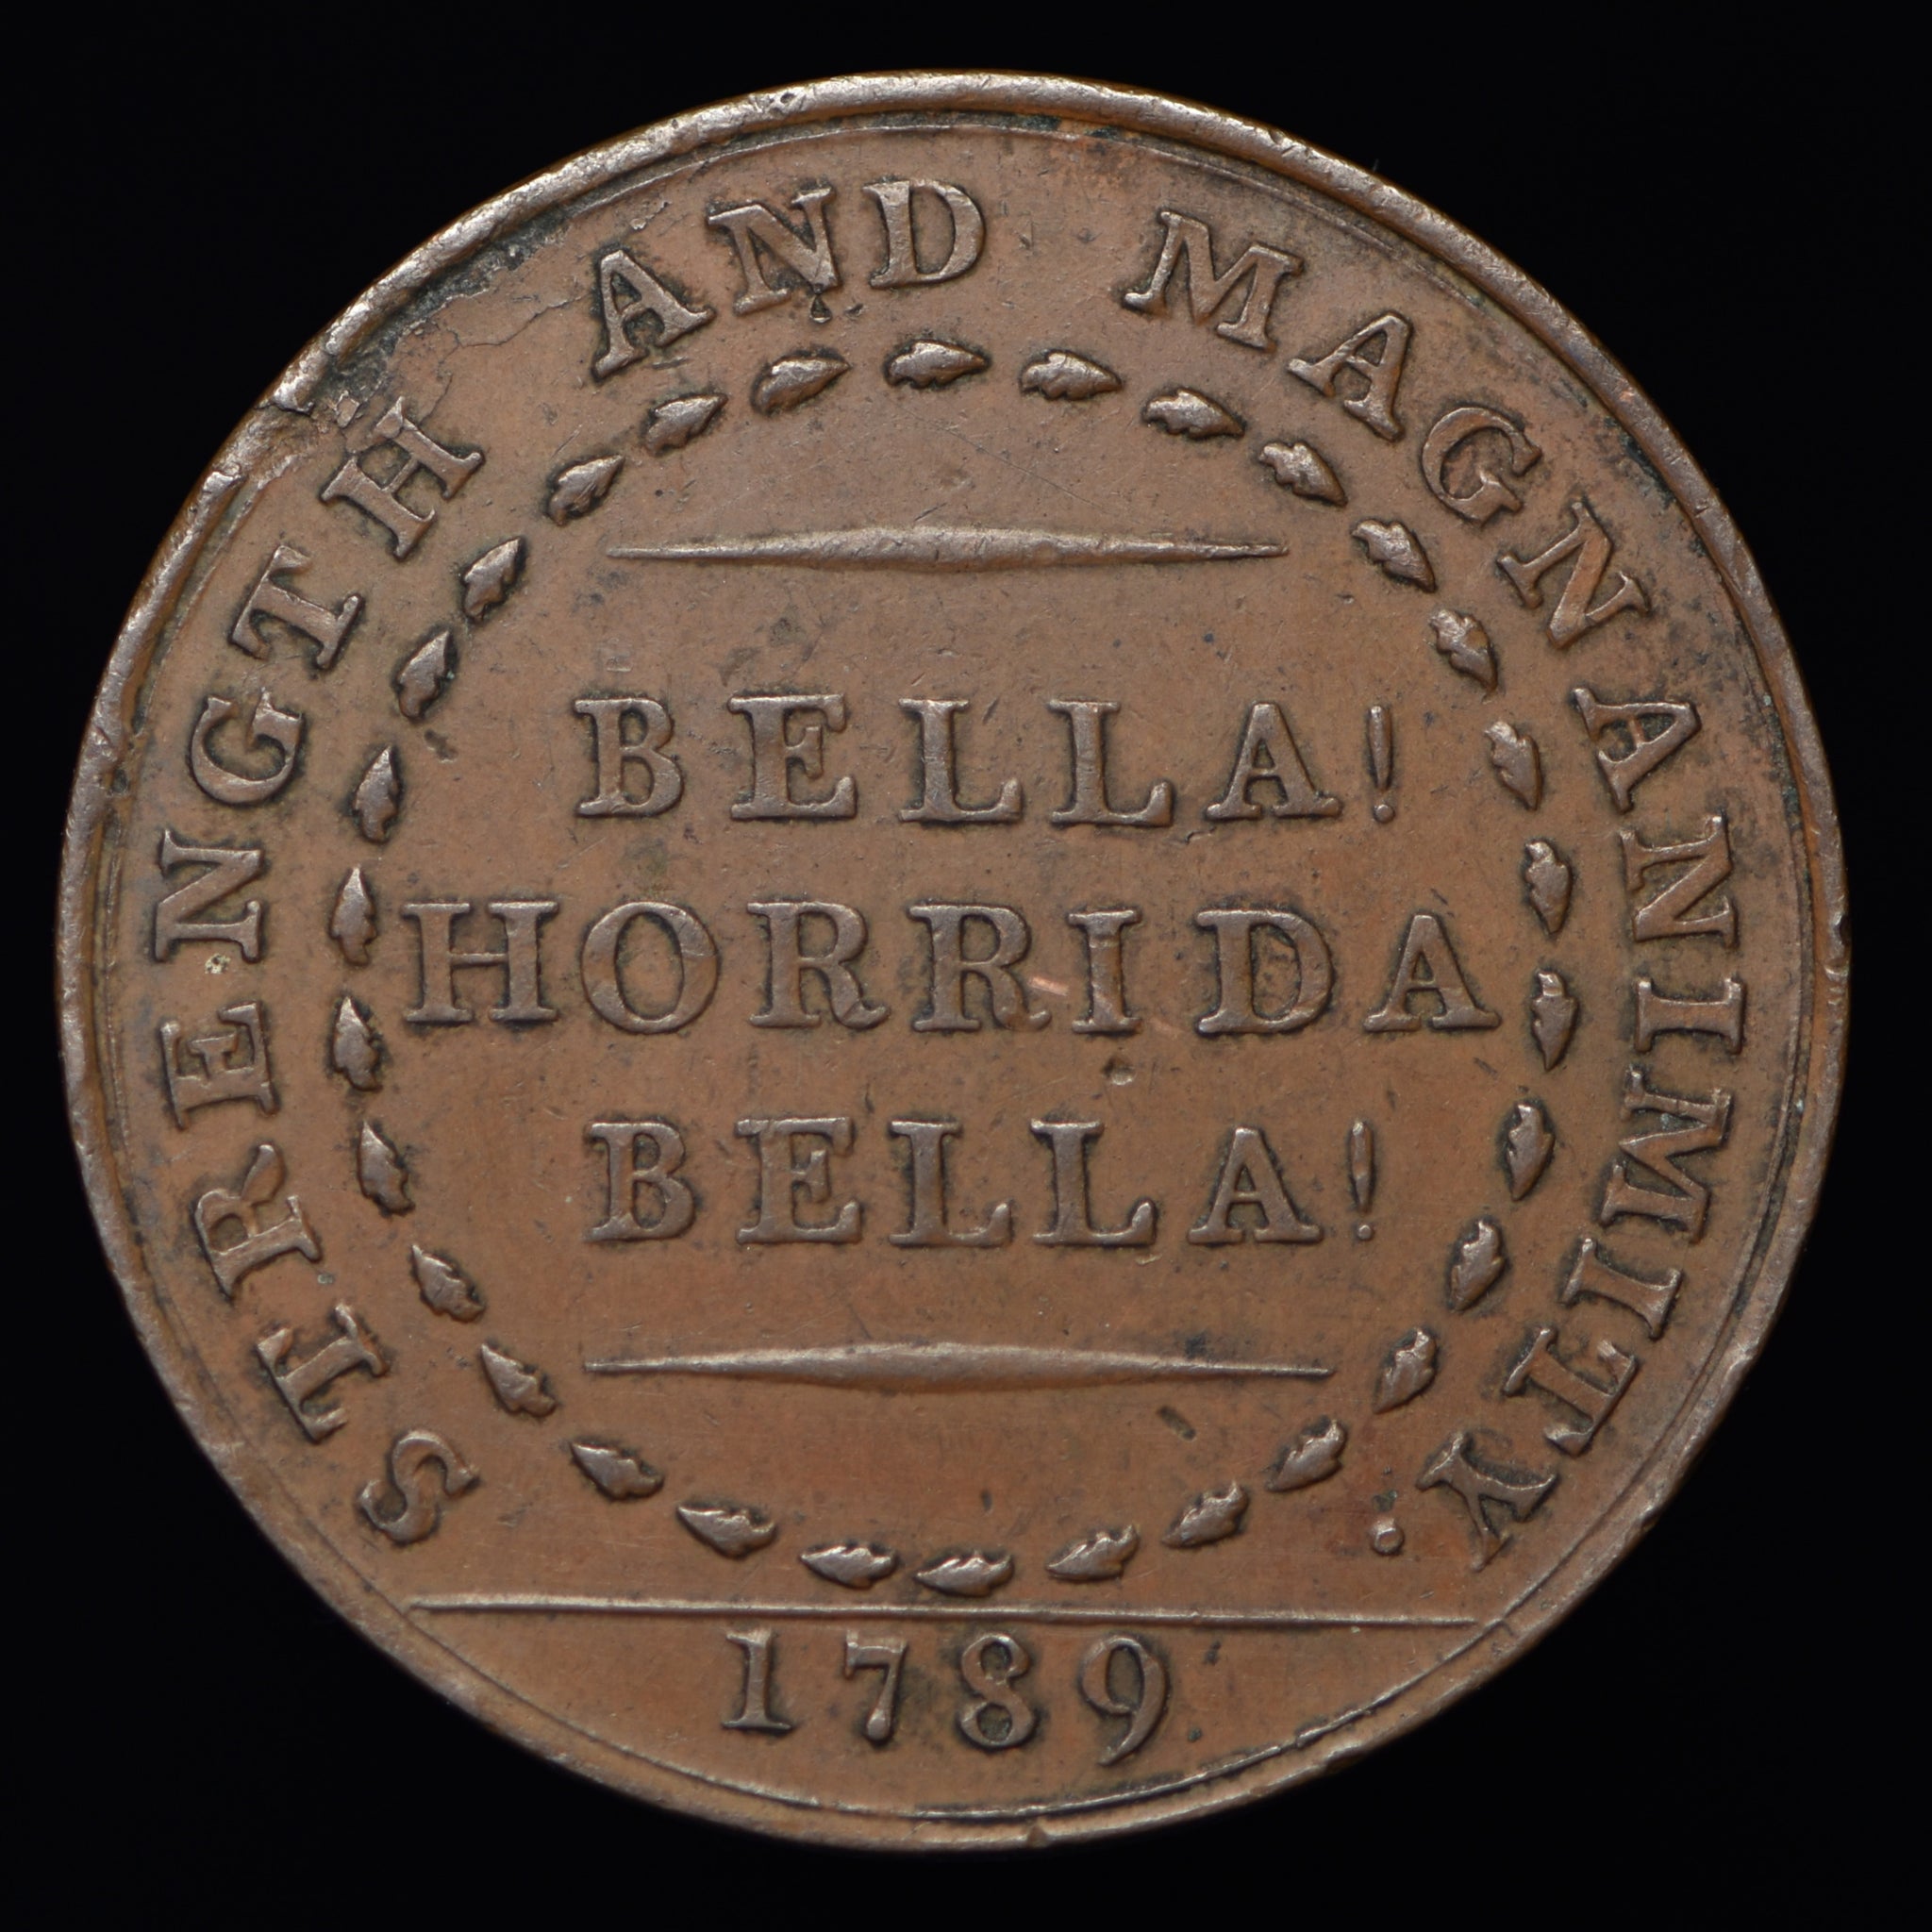 STRENGTH AND MAGNANIMITY.
BELLA!
HORRIDA
BELLA!
1789